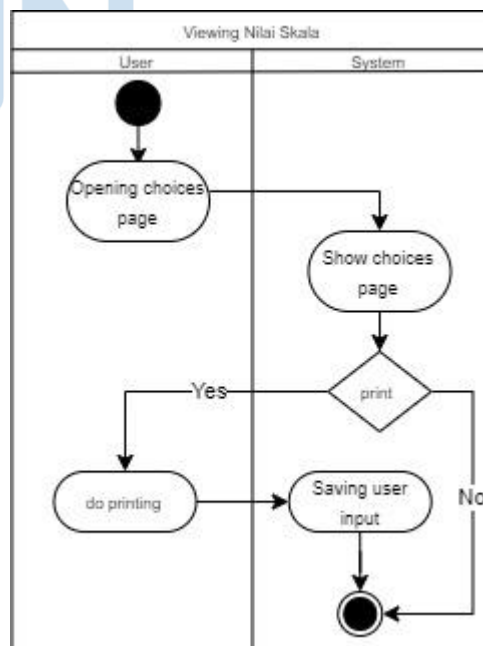 Viewing Nilai Skala
User
System
Opening choices
page
Show choices
page
print
Yes
do printing
Saving user
input
No